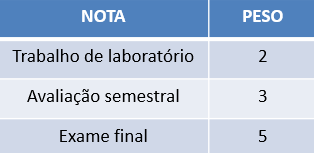 NOTA PESO
Trabalho de laboratório 2
Avaliação semestral 3
Exame final 5